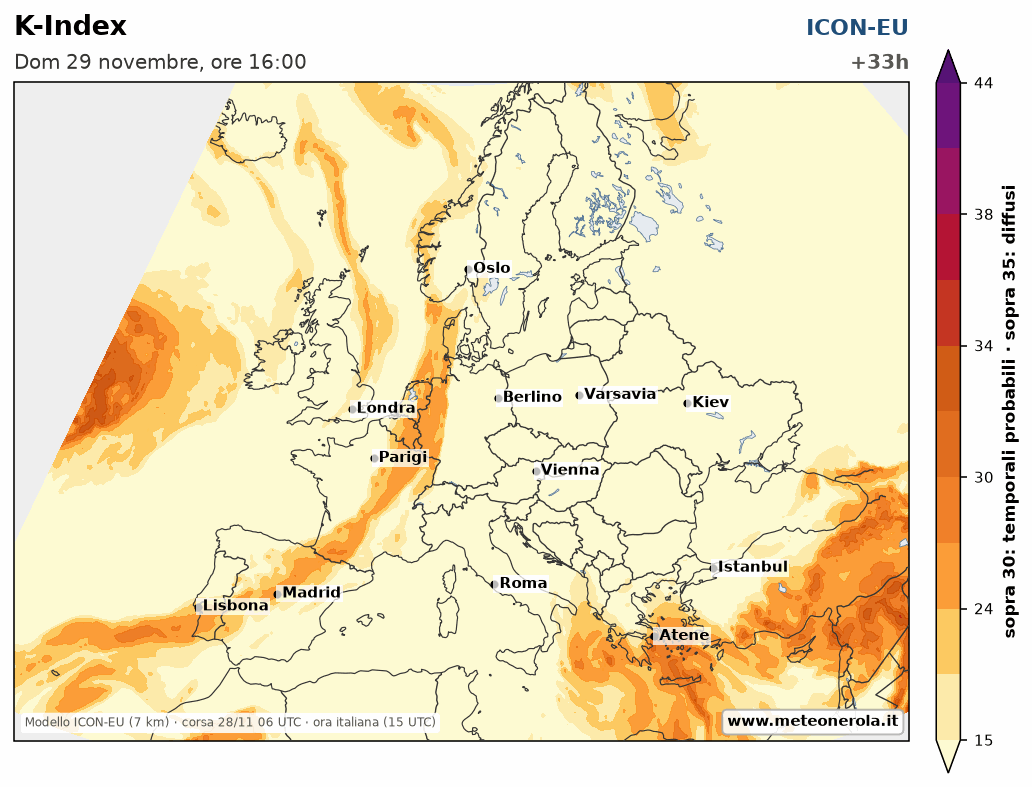 K-Index
ICON-EU
Dom 29 novembre, ore 16:00
+33h
44
38
34
30
24
15
sopra 30: temporali probabili · sopra 35: diffusi
Oslo
Londra
Berlino
Varsavia
Kiev
Parigi
Vienna
Istanbul
Roma
Madrid
Lisbona
Atene
Modello ICON-EU (7 km) · corsa 28/11 06 UTC · ora italiana (15 UTC)
www.meteonerola.it